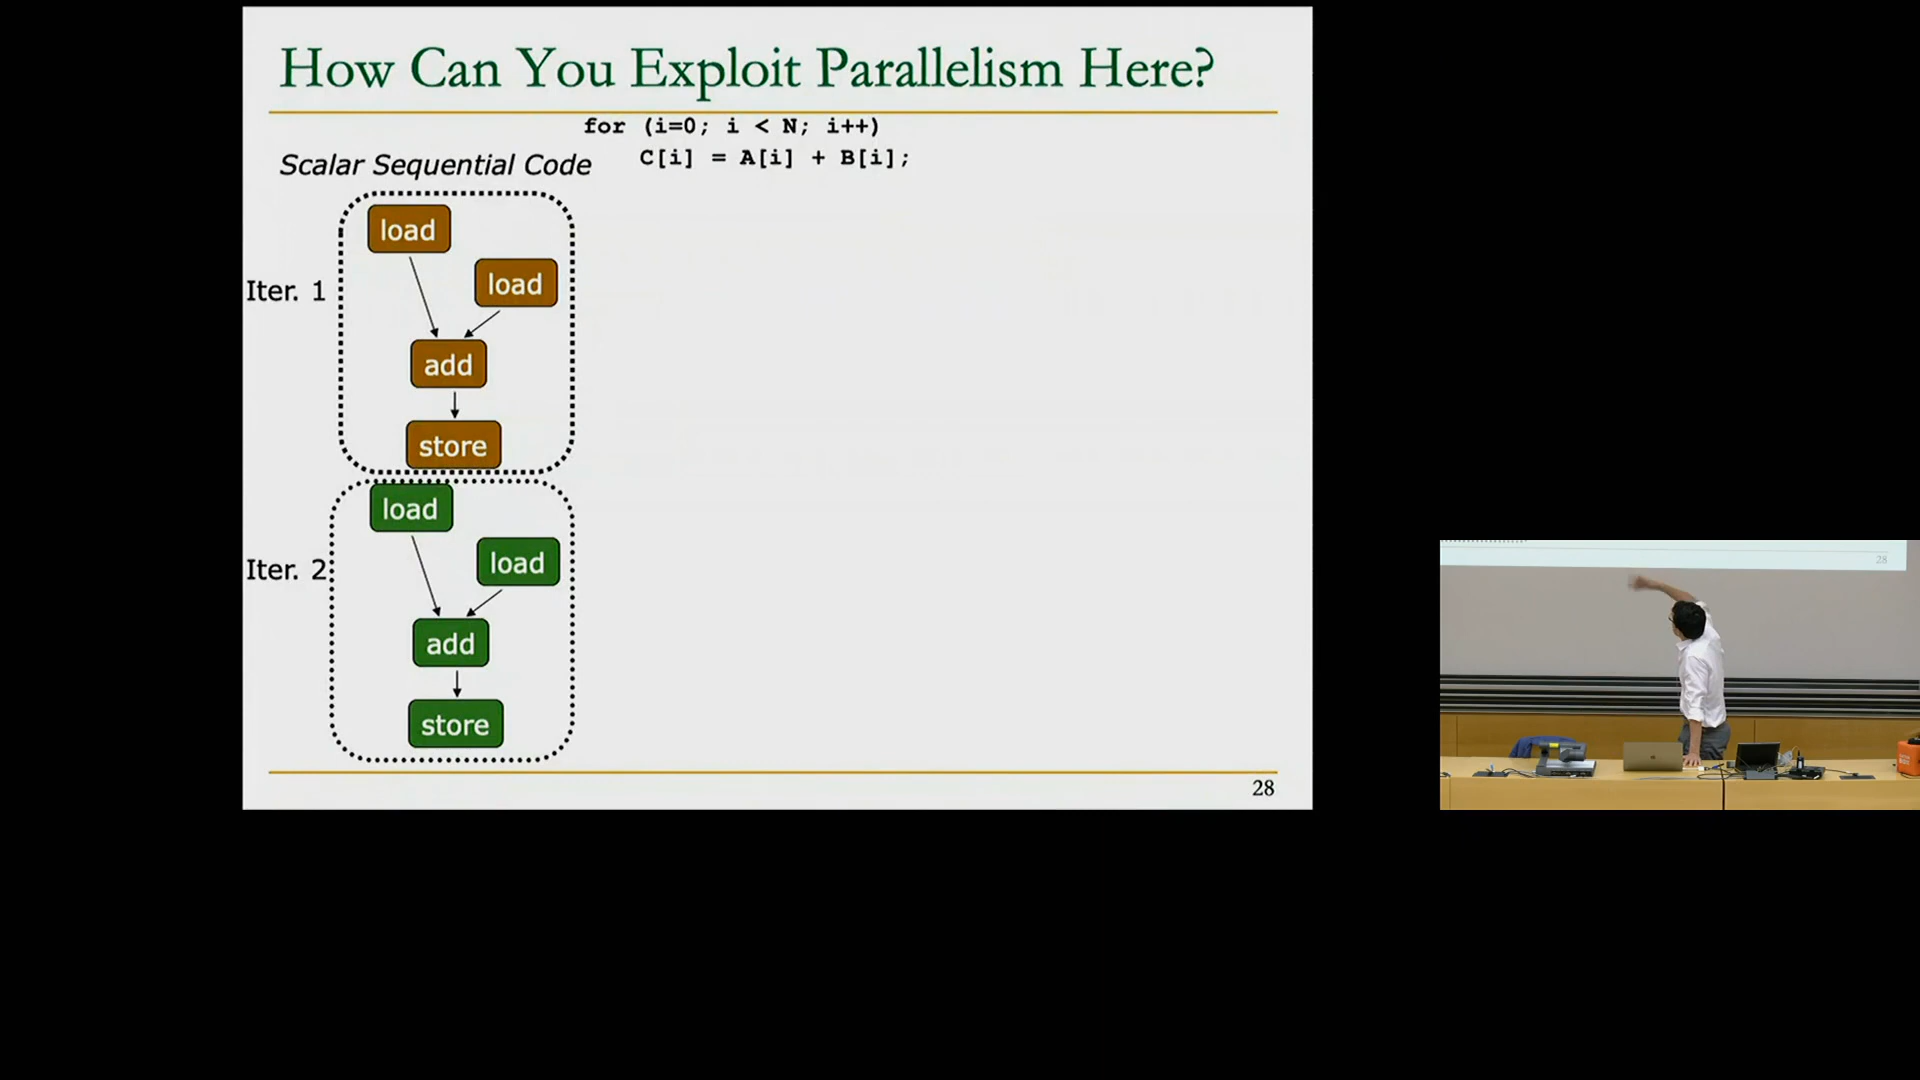 How Can You Exploit Parallelism Here?
for (i=0; i < N; i++)
C[i] = A[i] + B[i];
Scalar Sequential Code
Iter. 1
load
load
add
store
Iter. 2
load
load
add
store
28
28